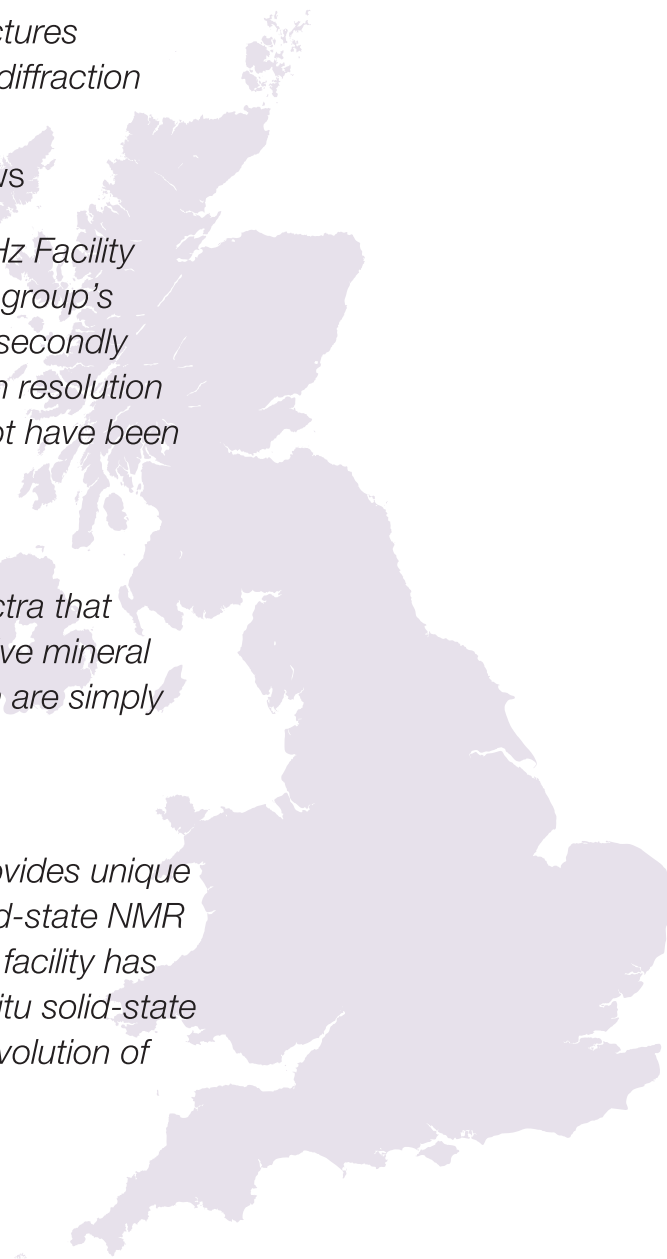 ctures
diffraction
ws
Hz Facility
group's
secondly
n resolution
ot have been
ctra that
ve mineral
are simply
ovides unique
d-state NMR
facility has
itu solid-state
volution of